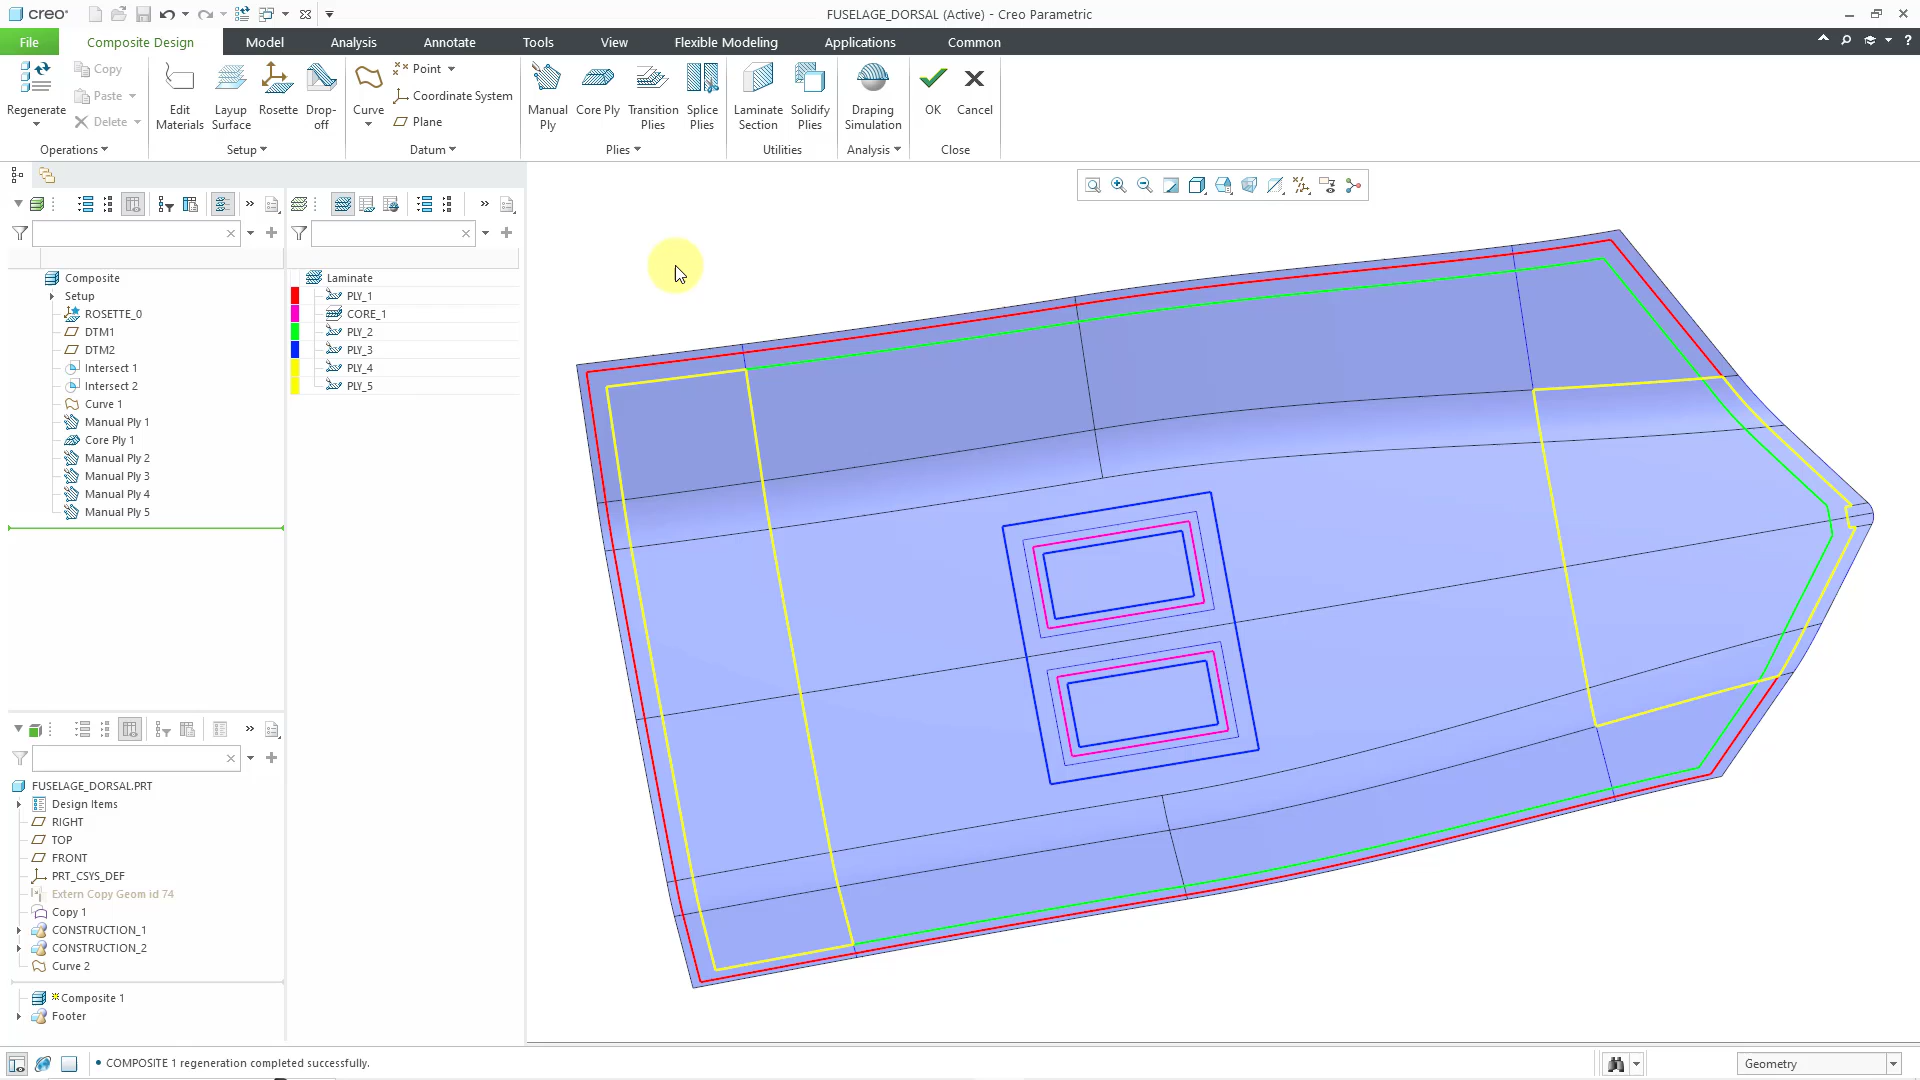 creo
FUSELAGE_DORSAL (Active) - Creo Parametric
File
Composite Design
Model
Analysis
Annotate
Tools
View
Flexible Modeling
Applications
Common
?
Regenerate
Copy
Paste
Delete
Operations
Edit Materials
Layup Surface
Rosette
Drop-off
Setup
Curve
Point
Coordinate System
Plane
Datum
Manual Ply
Core Ply
Transition Plies
Splice Plies
Plies
Laminate Section
Solidify Plies
Utilities
Draping Simulation
Analysis
OK
Cancel
Close
Composite
Setup
ROSETTE_0
DTM1
DTM2
Intersect 1
Intersect 2
Curve 1
Manual Ply 1
Core Ply 1
Manual Ply 2
Manual Ply 3
Manual Ply 4
Manual Ply 5
Laminate
PLY_1
CORE_1
PLY_2
PLY_3
PLY_4
PLY_5
FUSELAGE_DORSAL.PRT
Design Items
RIGHT
TOP
FRONT
PRT_CSYS_DEF
Extern Copy Geom id 74
Copy 1
CONSTRUCTION_1
CONSTRUCTION_2
Curve 2
Composite 1
Footer
• COMPOSITE 1 regeneration completed successfully.
Geometry